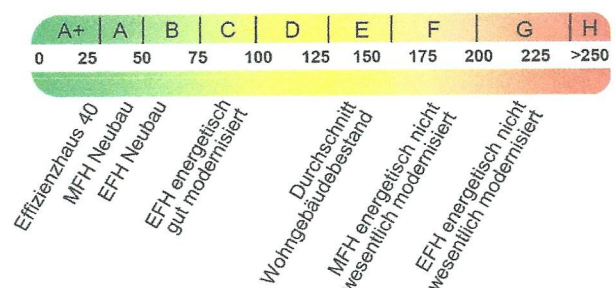 A+ | A | B | C | D | E | F | G | H
0 25 50 75 100 125 150 175 200 225 >250
Effizienzhaus 40
MFH Neubau
EFH Neubau
EFH energetisch
gut modernisiert
Durchschnitt
Wohngebäudebestand
MFH energetisch nicht
wesentlich modernisiert
EFH energetisch nicht
wesentlich modernisiert